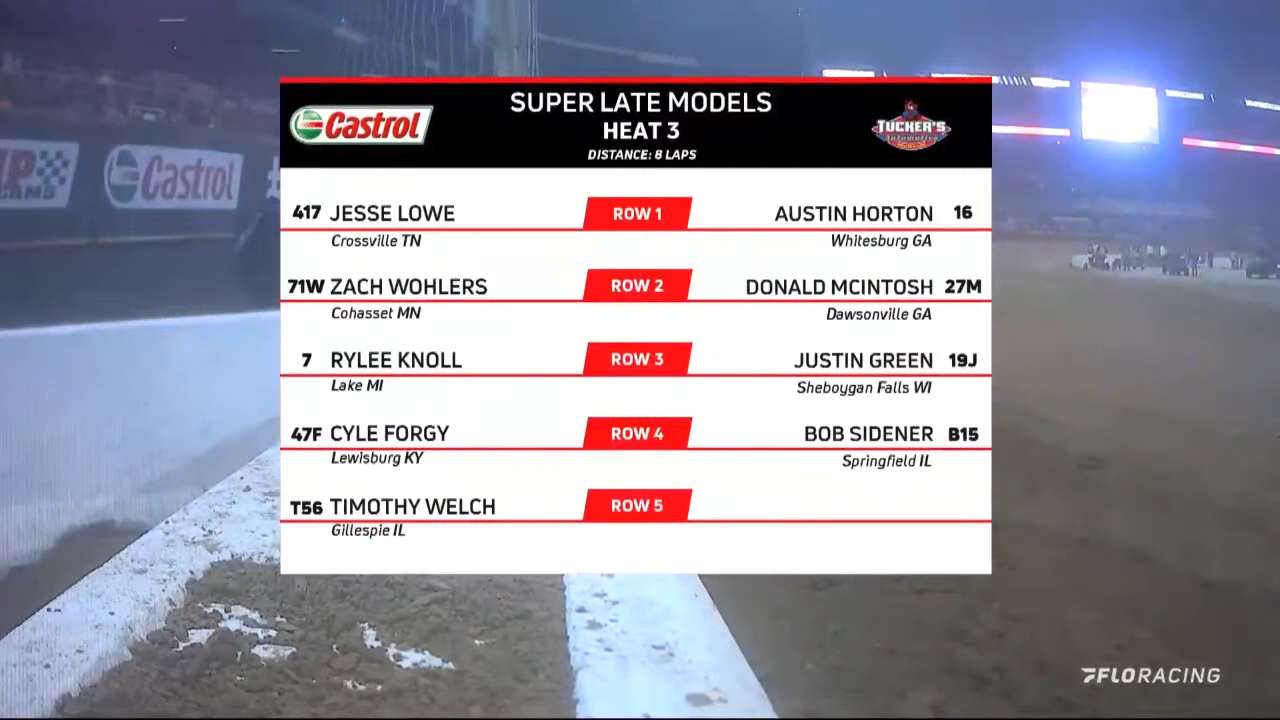 SUPER LATE MODELS
Castrol
HEAT 3
TUCKER'S
DISTANCE: 8 LAPS
Castrol
417 JESSE LOWE ROW 1 AUSTIN HORTON 16
Crossville TN Whitesburg GA
71W ZACH WOHLERS ROW 2 DONALD MCINTOSH 27M
Cohasset MN Dawsonville GA
7 RYLEE KNOLL ROW 3 JUSTIN GREEN 19J
Lake MI Sheboygan Falls WI
47F CYLE FORGY ROW 4 BOB SIDENER B15
Lewisburg KY Springfield IL
T56 TIMOTHY WELCH ROW 5
Gillespie IL
FLORACING